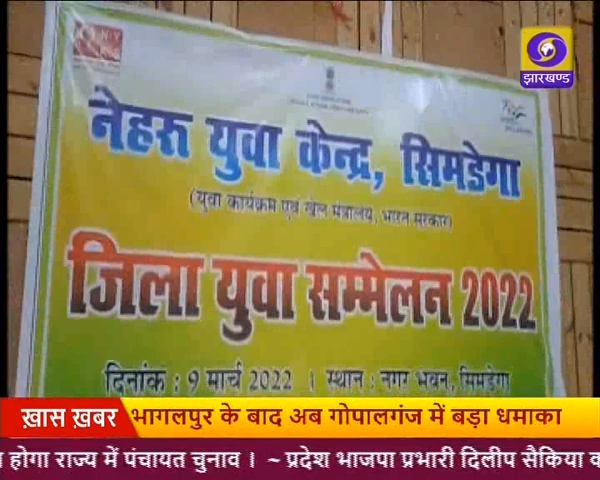 झारखण्ड
नेहरू युवा केन्द्र, सिमडेगा
(युवा कार्यक्रम एवं खेल मंत्रालय, भारत सरकार)
जिला युवा सम्मेलन 2022
दिनांक : 9 मार्च 2022 । स्थान : नगर भवन, सिमडेगा
ख़ास ख़बर भागलपुर के बाद अब गोपालगंज में बड़ा धमाका
होगा राज्य में पंचायत चुनाव । ~ प्रदेश भाजपा प्रभारी दिलीप सैकिया